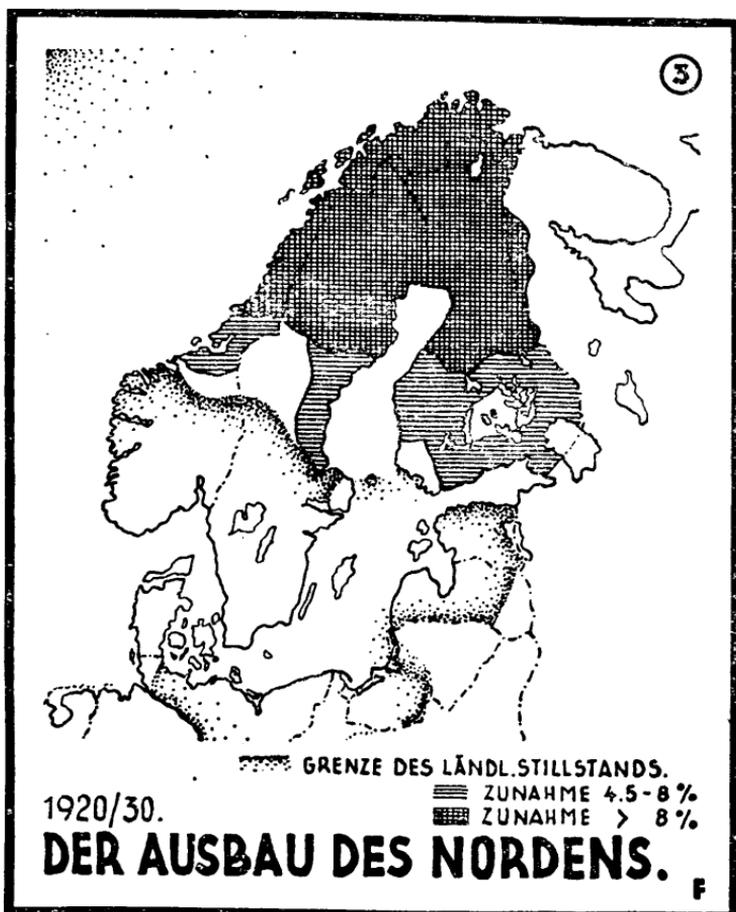 3
GRENZE DES LÄNDL.STILLSTANDS.
ZUNAHME 4.5-8%
1920/30.
ZUNAHME > 8%
DER AUSBAU DES NORDENS.
F